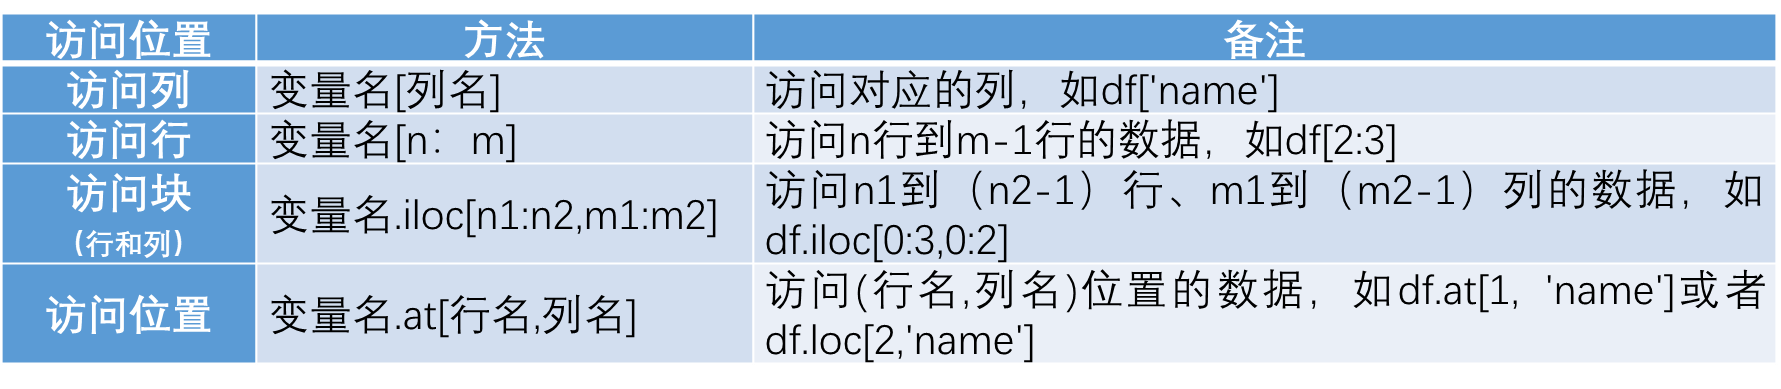 访问位置 方法 备注
访问列 变量名[列名] 访问对应的列，如df['name']
访问行 变量名[n：m] 访问n行到m-1行的数据，如df[2:3]
访问块
(行和列)
变量名.iloc[n1:n2,m1:m2]
访问n1到（n2-1）行、m1到（m2-1）列的数据，如
df.iloc[0:3,0:2]
访问位置 变量名.at[行名,列名]
访问(行名,列名)位置的数据，如df.at[1，'name']或者
df.loc[2,'name']